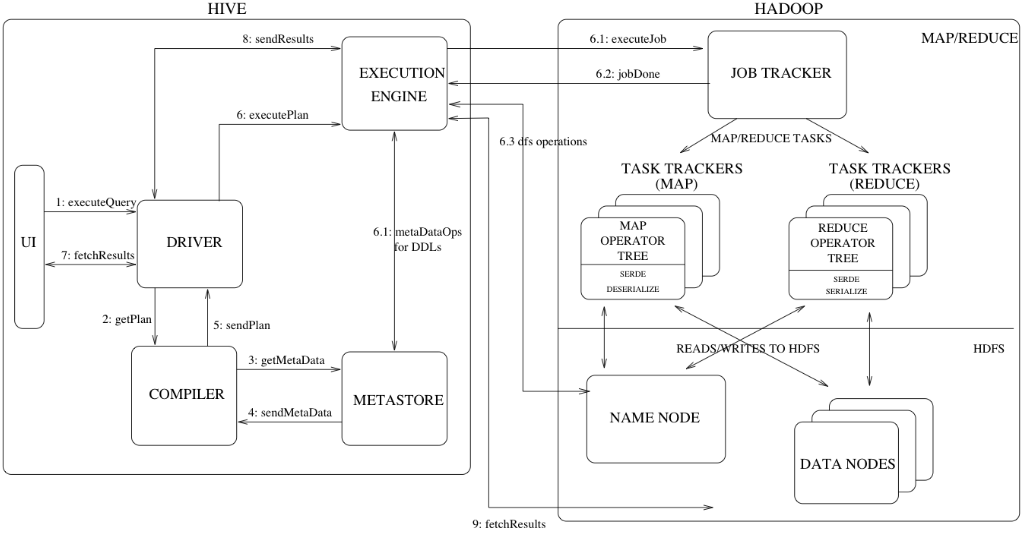 HIVE
HADOOP
MAP/REDUCE
8: sendResults
EXECUTION
ENGINE
6.1: executeJob
6.2: jobDone
JOB TRACKER
6: executePlan
6.3 dfs operations
MAP/REDUCE TASKS
TASK TRACKERS
(MAP)
TASK TRACKERS
(REDUCE)
UI
1: executeQuery
DRIVER
7: fetchResults
6.1: metaDataOps
for DDLs
MAP
OPERATOR
TREE
SERDE
DESERIALIZE
REDUCE
OPERATOR
TREE
SERDE
SERIALIZE
2: getPlan
5: sendPlan
READS/WRITES TO HDFS
HDFS
COMPILER
3: getMetaData
4: sendMetaData
METASTORE
NAME NODE
DATA NODES
9: fetchResults